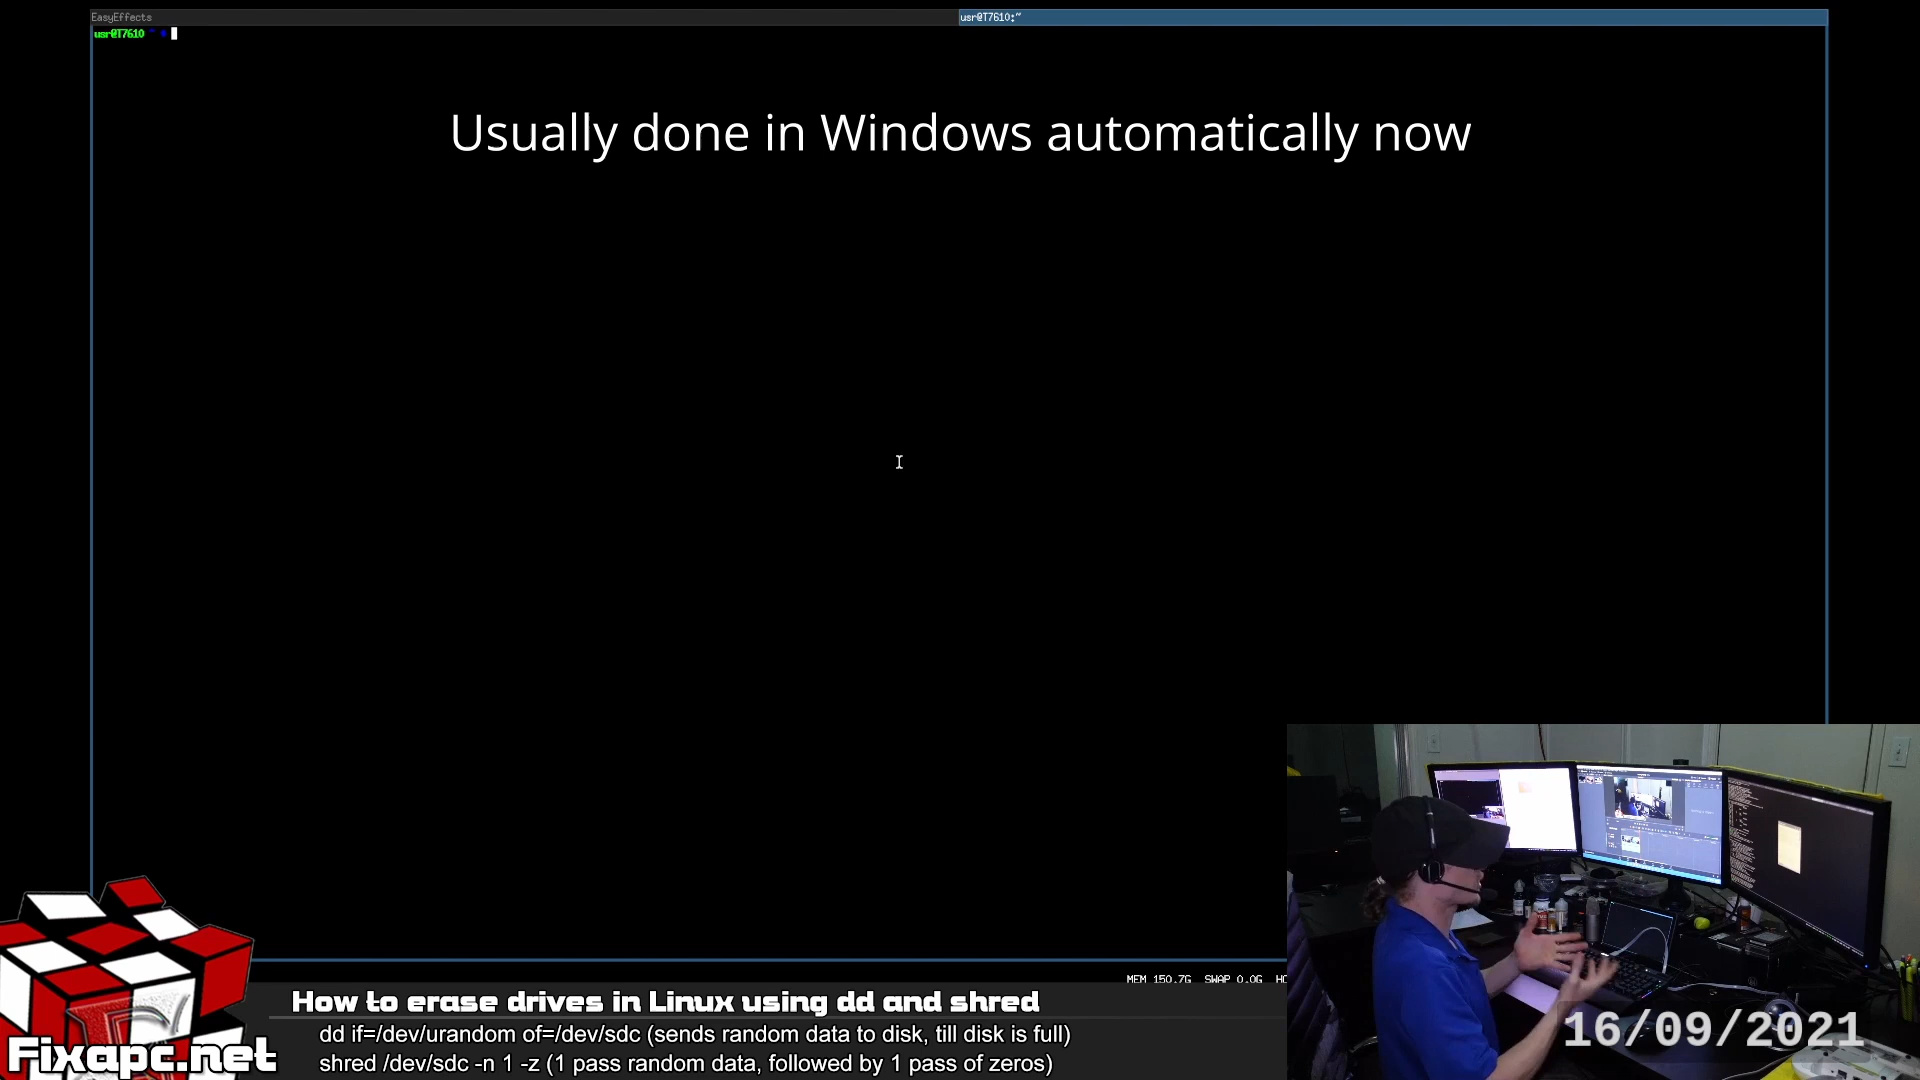 EasyEffects
usr@T7610:~
usr@T7610 ~
Usually done in Windows automatically now
MEM 150.7G SWAP 0.0G
How to erase drives in Linux using dd and shred
dd if=/dev/urandom of=/dev/sdc (sends random data to disk, till disk is full)
shred /dev/sdc -n 1 -z (1 pass random data, followed by 1 pass of zeros)
Fixapc.net
16/09/2021